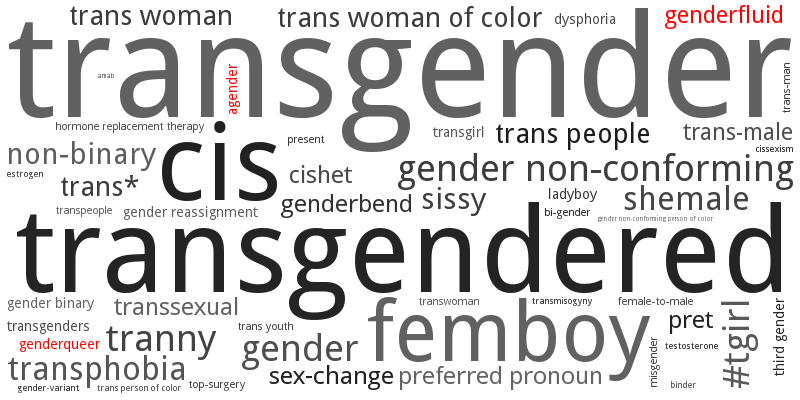 trans woman
trans woman of color
dysphoria
genderfluid
transgender
amab
agender
trans-man
hormone replacement therapy
present
transgirl
trans people
trans-male
cissexism
non-binary
cis
estrogen
trans*
cishet
gender non-conforming
transpeople
gender reassignment
genderbend
sissy
ladyboy
shemale
bi-gender
gender non-conforming person of color
transgendered
gender binary
transsexual
transwoman
transmisogyny
female-to-male
transgenders
genderqueer
tranny
trans youth
gender
femboy
pret
testosterone
misgender
#tgirl
third gender
transphobia
sex-change
preferred pronoun
gender-variant
trans person of color
top-surgery
binder